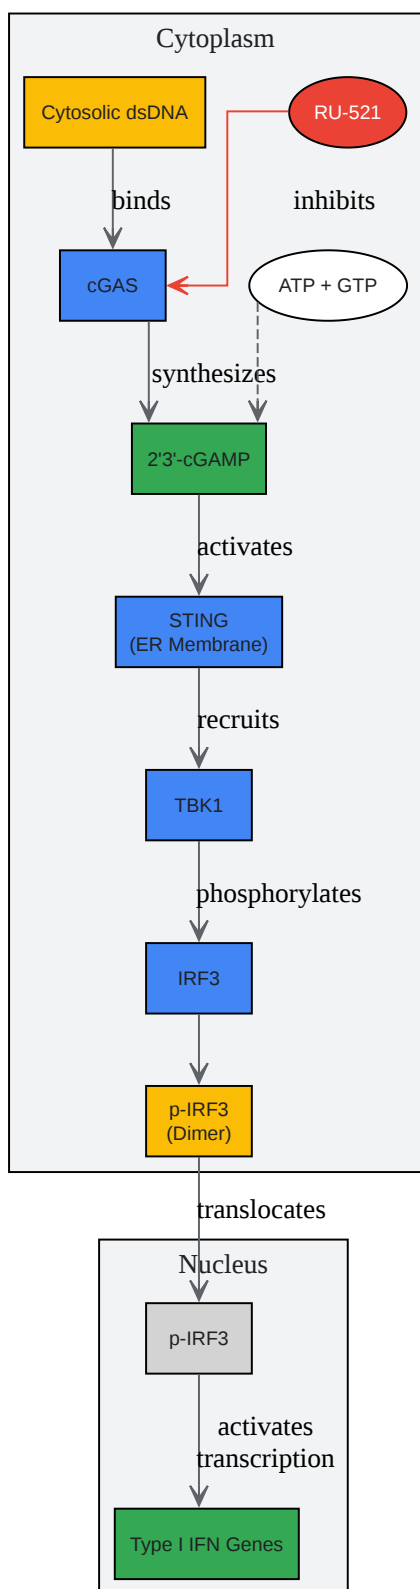 Cytoplasm
Cytosolic dsDNA
RU-521
binds
inhibits
cGAS
ATP + GTP
synthesizes
2'3'-cGAMP
activates
STING
(ER Membrane)
recruits
TBK1
phosphorylates
IRF3
p-IRF3
(Dimer)
translocates
Nucleus
p-IRF3
activates
transcription
Type I IFN Genes